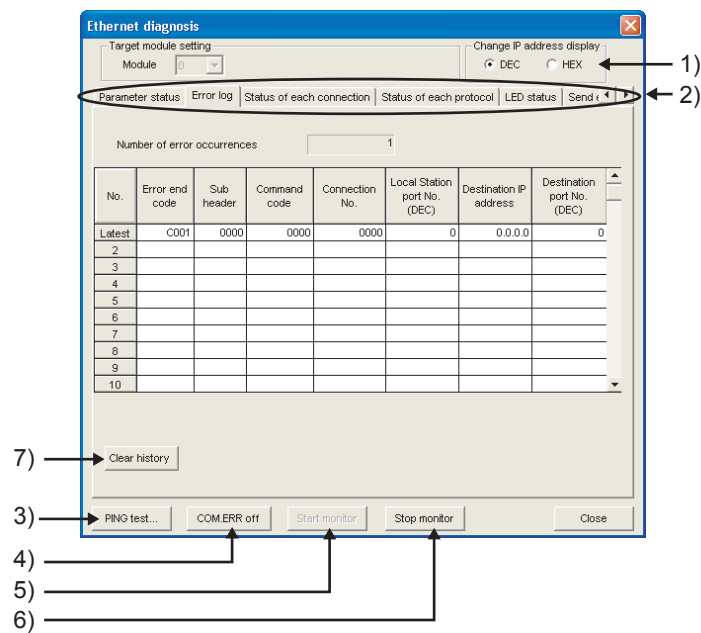 Ethernet diagnosis
Target module setting
Module 0
Change IP address display
DEC HEX
1)
2)
Parameter status Error log Status of each connection Status of each protocol LED status Send
Number of error occurrences 1
No. Error end code Sub header Command code Connection No. Local Station port No. (DEC) Destination IP address Destination port No. (DEC)
Latest C001 0000 0000 0000 0 0.0.0.0 0
2
3
4
5
6
7
8
9
10
7)
Clear history
3)
PING test... COM.ERR off Start monitor Stop monitor Close
4)
5)
6)